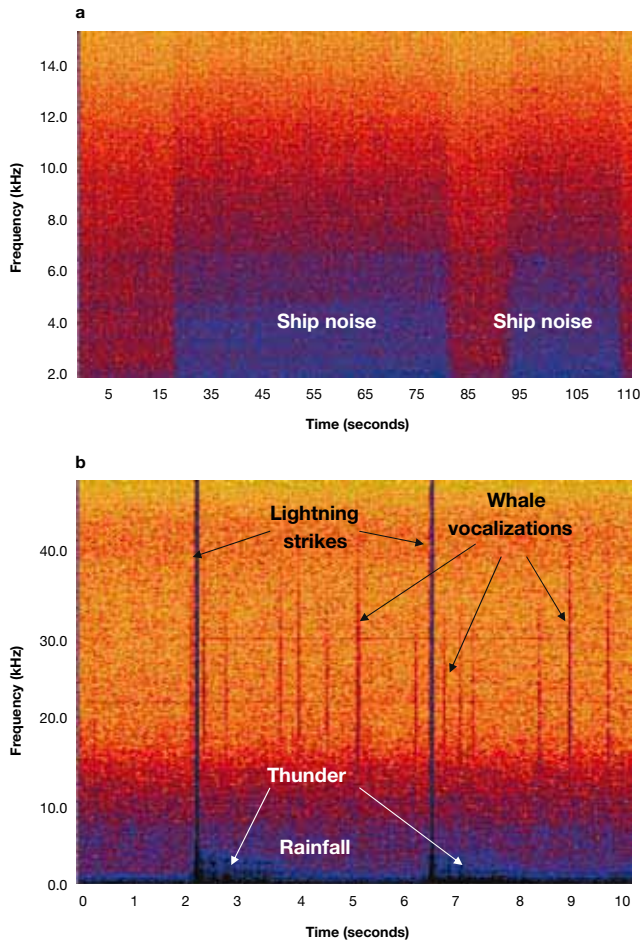 a
14.0
12.0
10.0
8.0
6.0
4.0
2.0
Frequency (kHz)
Ship noise
Ship noise
5 15 35 45 55 65 75 85 95 105 110
Time (seconds)
b
40.0
30.0
20.0
10.0
0.0
Frequency (kHz)
Lightning
strikes
Whale
vocalizations
Thunder
Rainfall
0 1 2 3 4 5 6 7 8 9 10
Time (seconds)